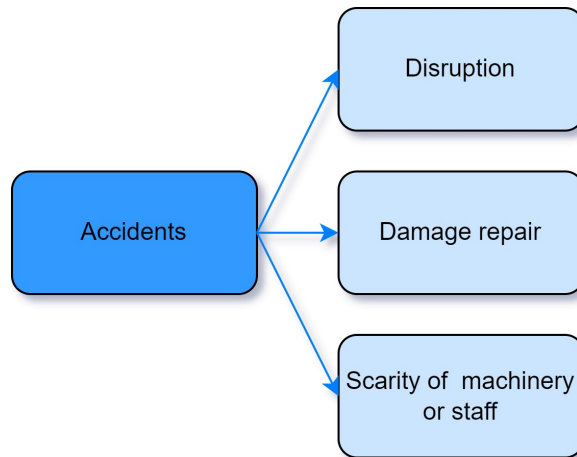 Disruption
Accidents
Damage repair
Scarity of machinery
or staff